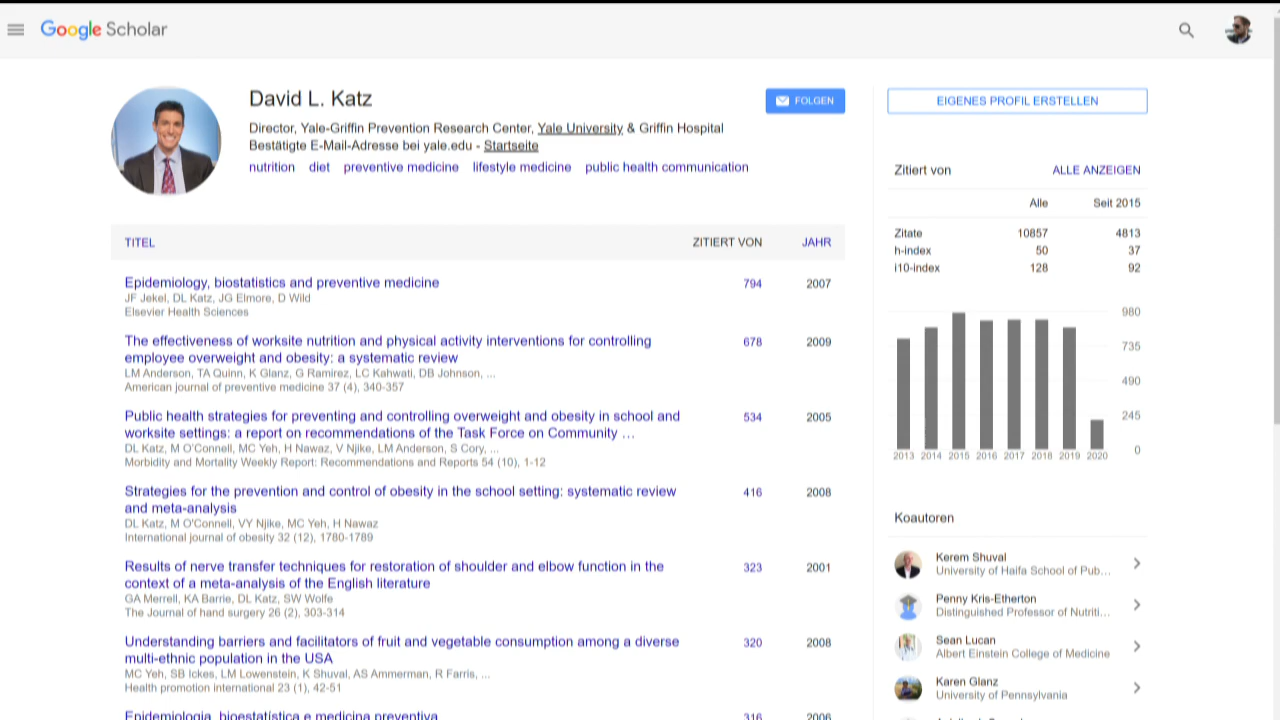 Google Scholar
David L. Katz
FOLGEN
Director, Yale-Griffin Prevention Research Center, Yale University & Griffin Hospital
Bestätigte E-Mail-Adresse bei yale.edu - Startseite
nutrition diet preventive medicine lifestyle medicine public health communication
TITEL ZITIERT VON JAHR
Epidemiology, biostatistics and preventive medicine 794 2007
JF Jekel, DL Katz, JG Elmore, D Wild
Elsevier Health Sciences
The effectiveness of worksite nutrition and physical activity interventions for controlling 678 2009
employee overweight and obesity: a systematic review
LM Anderson, TA Quinn, K Glanz, G Ramirez, LC Kahwati, DB Johnson, ...
American journal of preventive medicine 37 (4), 340-357
Public health strategies for preventing and controlling overweight and obesity in school and 534 2005
worksite settings: a report on recommendations of the Task Force on Community …
DL Katz, M O'Connell, MC Yeh, H Nawaz, V Njike, LM Anderson, S Cory, ...
Morbidity and Mortality Weekly Report: Recommendations and Reports 54 (10), 1-12
Strategies for the prevention and control of obesity in the school setting: systematic review 416 2008
and meta-analysis
DL Katz, M O'Connell, VY Njike, MC Yeh, H Nawaz
International journal of obesity 32 (12), 1780-1789
Results of nerve transfer techniques for restoration of shoulder and elbow function in the 323 2001
context of a meta-analysis of the English literature
GA Merrell, KA Barrie, DL Katz, SW Wolfe
The Journal of hand surgery 26 (2), 303-314
Understanding barriers and facilitators of fruit and vegetable consumption among a diverse 320 2008
multi-ethnic population in the USA
MC Yeh, SB Ickes, LM Lowenstein, K Shuval, AS Ammerman, R Farris, ...
Health promotion international 23 (1), 42-51
Epidemiologia, bioestatística e medicina preventiva 316 2006
EIGENES PROFIL ERSTELLEN
Zitiert von ALLE ANZEIGEN
Alle Seit 2015
Zitate 10857 4813
h-index 50 37
i10-index 128 92
980
735
490
245
0
2013 2014 2015 2016 2017 2018 2019 2020
Koautoren
Kerem Shuval
University of Haifa School of Pub...
Penny Kris-Etherton
Distinguished Professor of Nutriti...
Sean Lucan
Albert Einstein College of Medicine
Karen Glanz
University of Pennsylvania